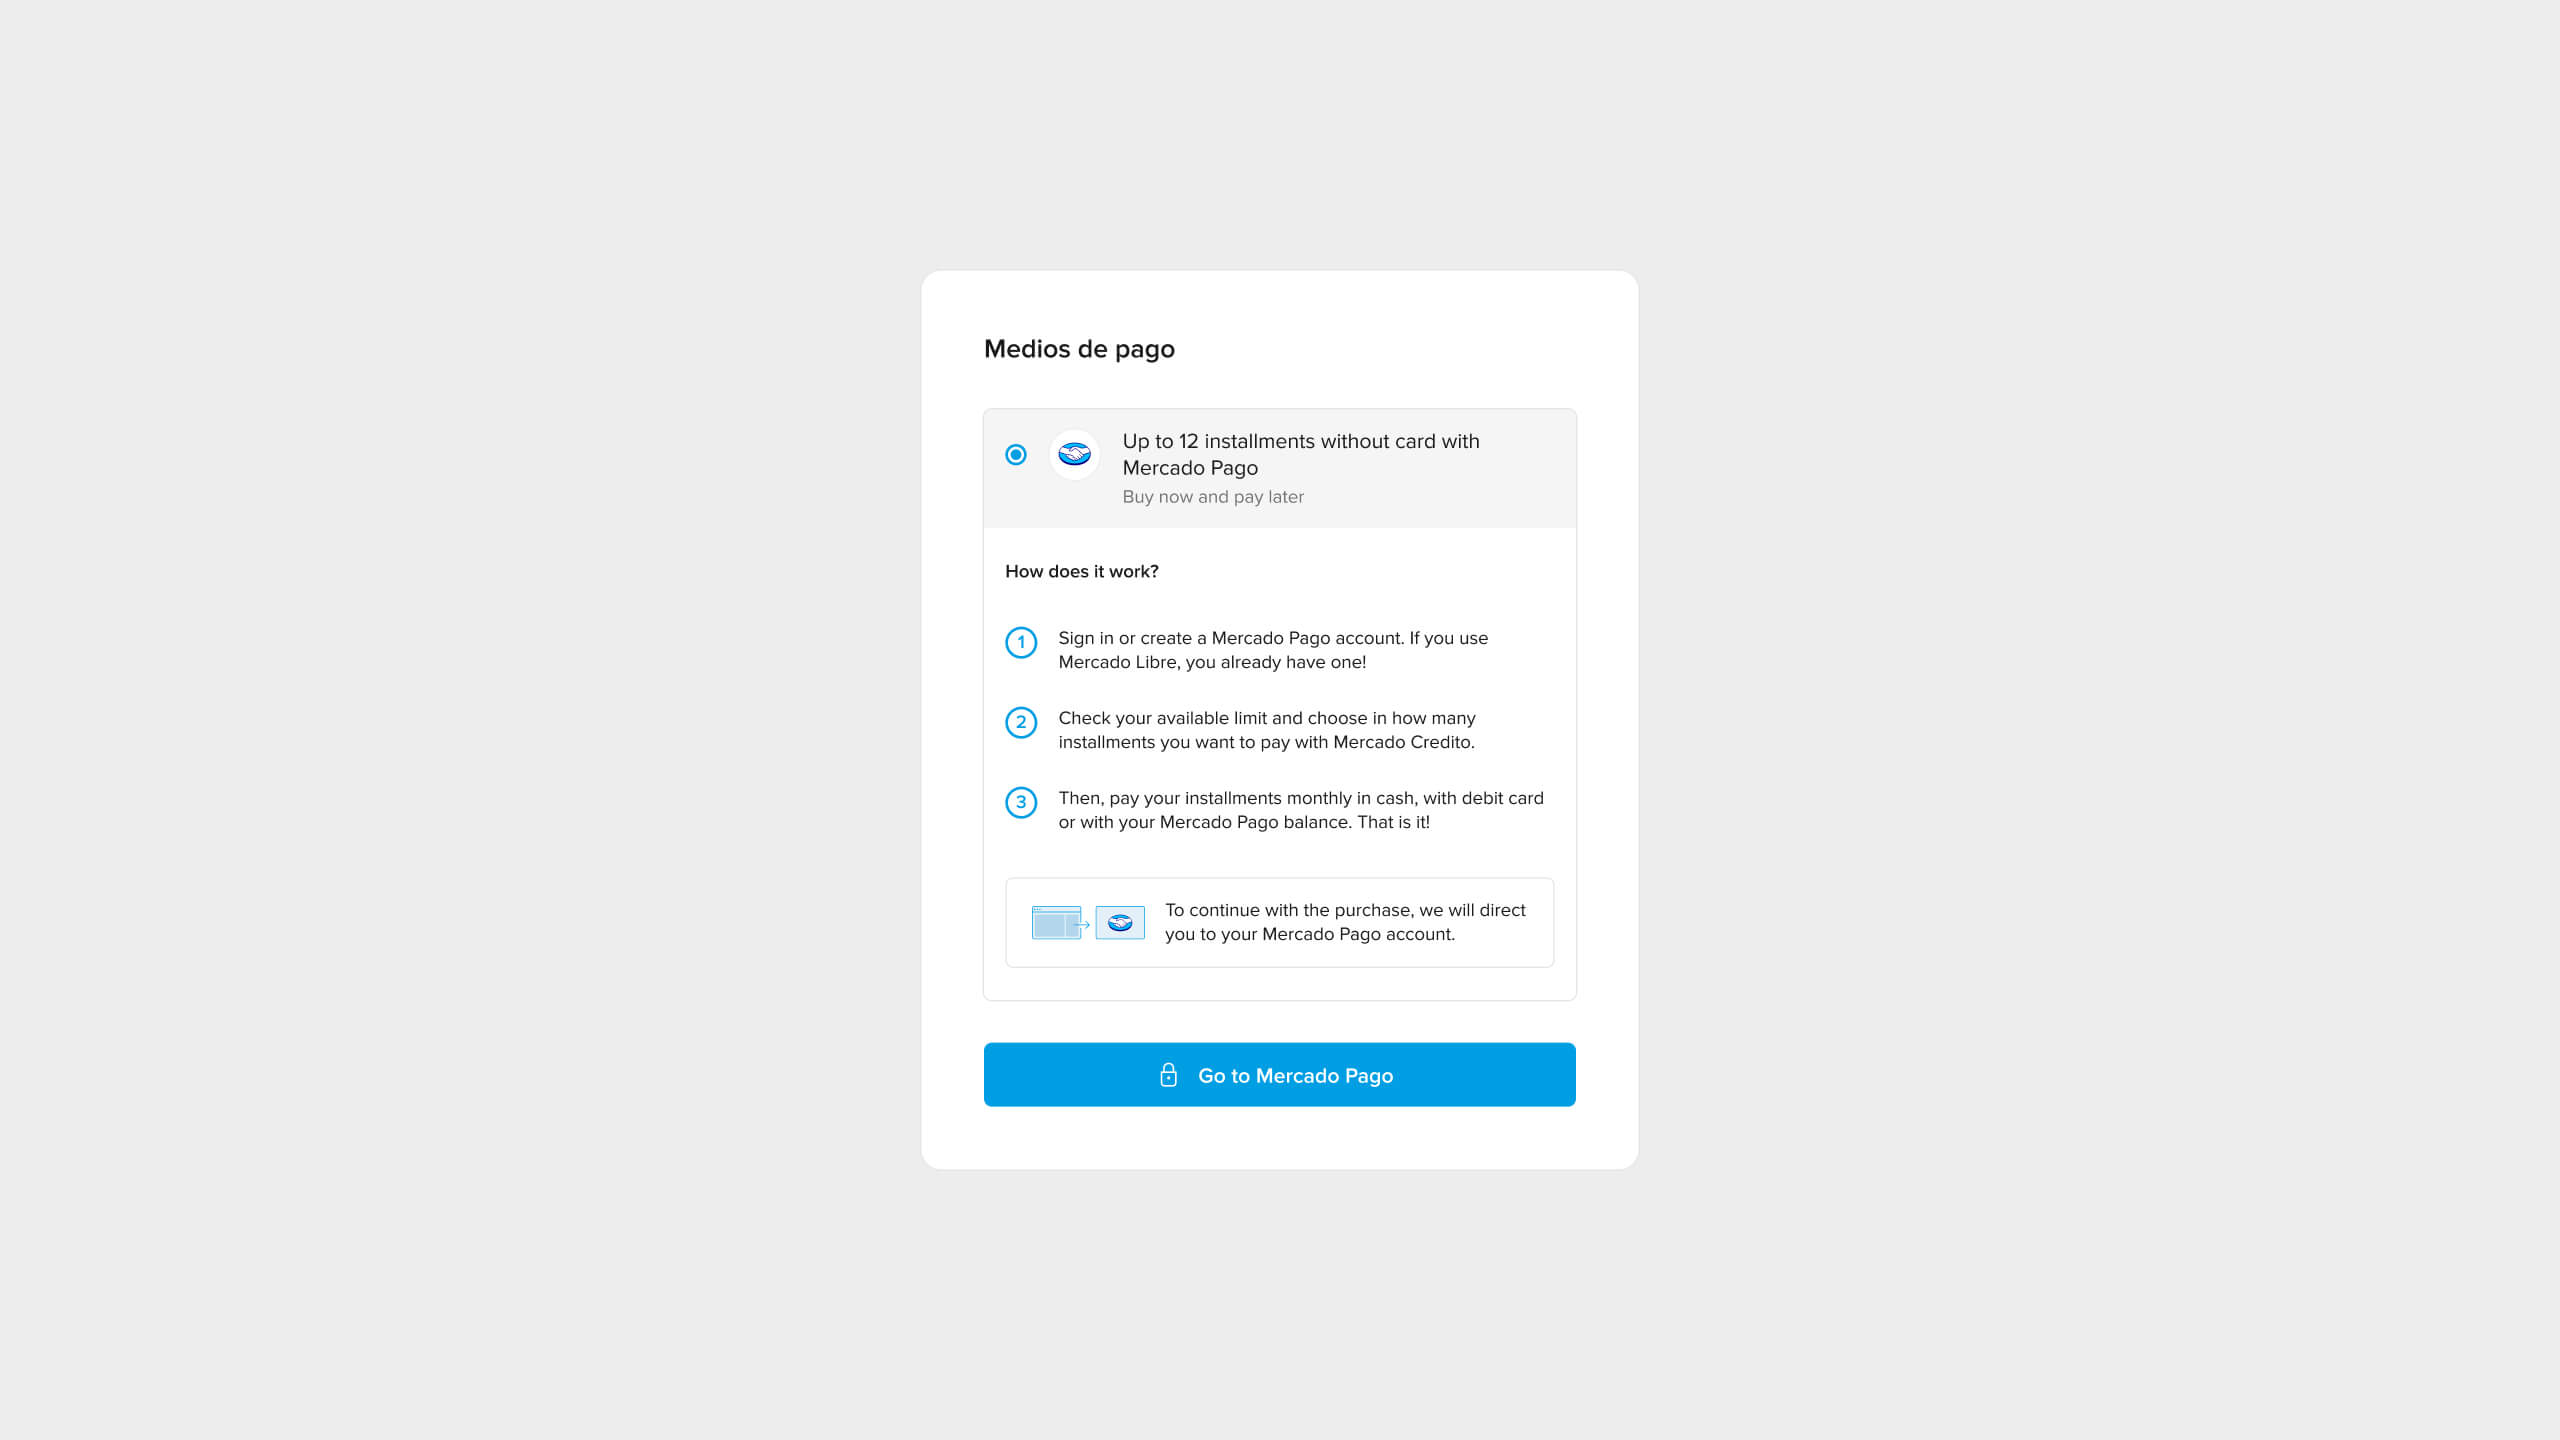 Medios de pago
Up to 12 installments without card with
Mercado Pago
Buy now and pay later
How does it work?
1 Sign in or create a Mercado Pago account. If you use
Mercado Libre, you already have one!
2 Check your available limit and choose in how many
installments you want to pay with Mercado Credito.
3 Then, pay your installments monthly in cash, with debit card
or with your Mercado Pago balance. That is it!
To continue with the purchase, we will direct
you to your Mercado Pago account.
Go to Mercado Pago